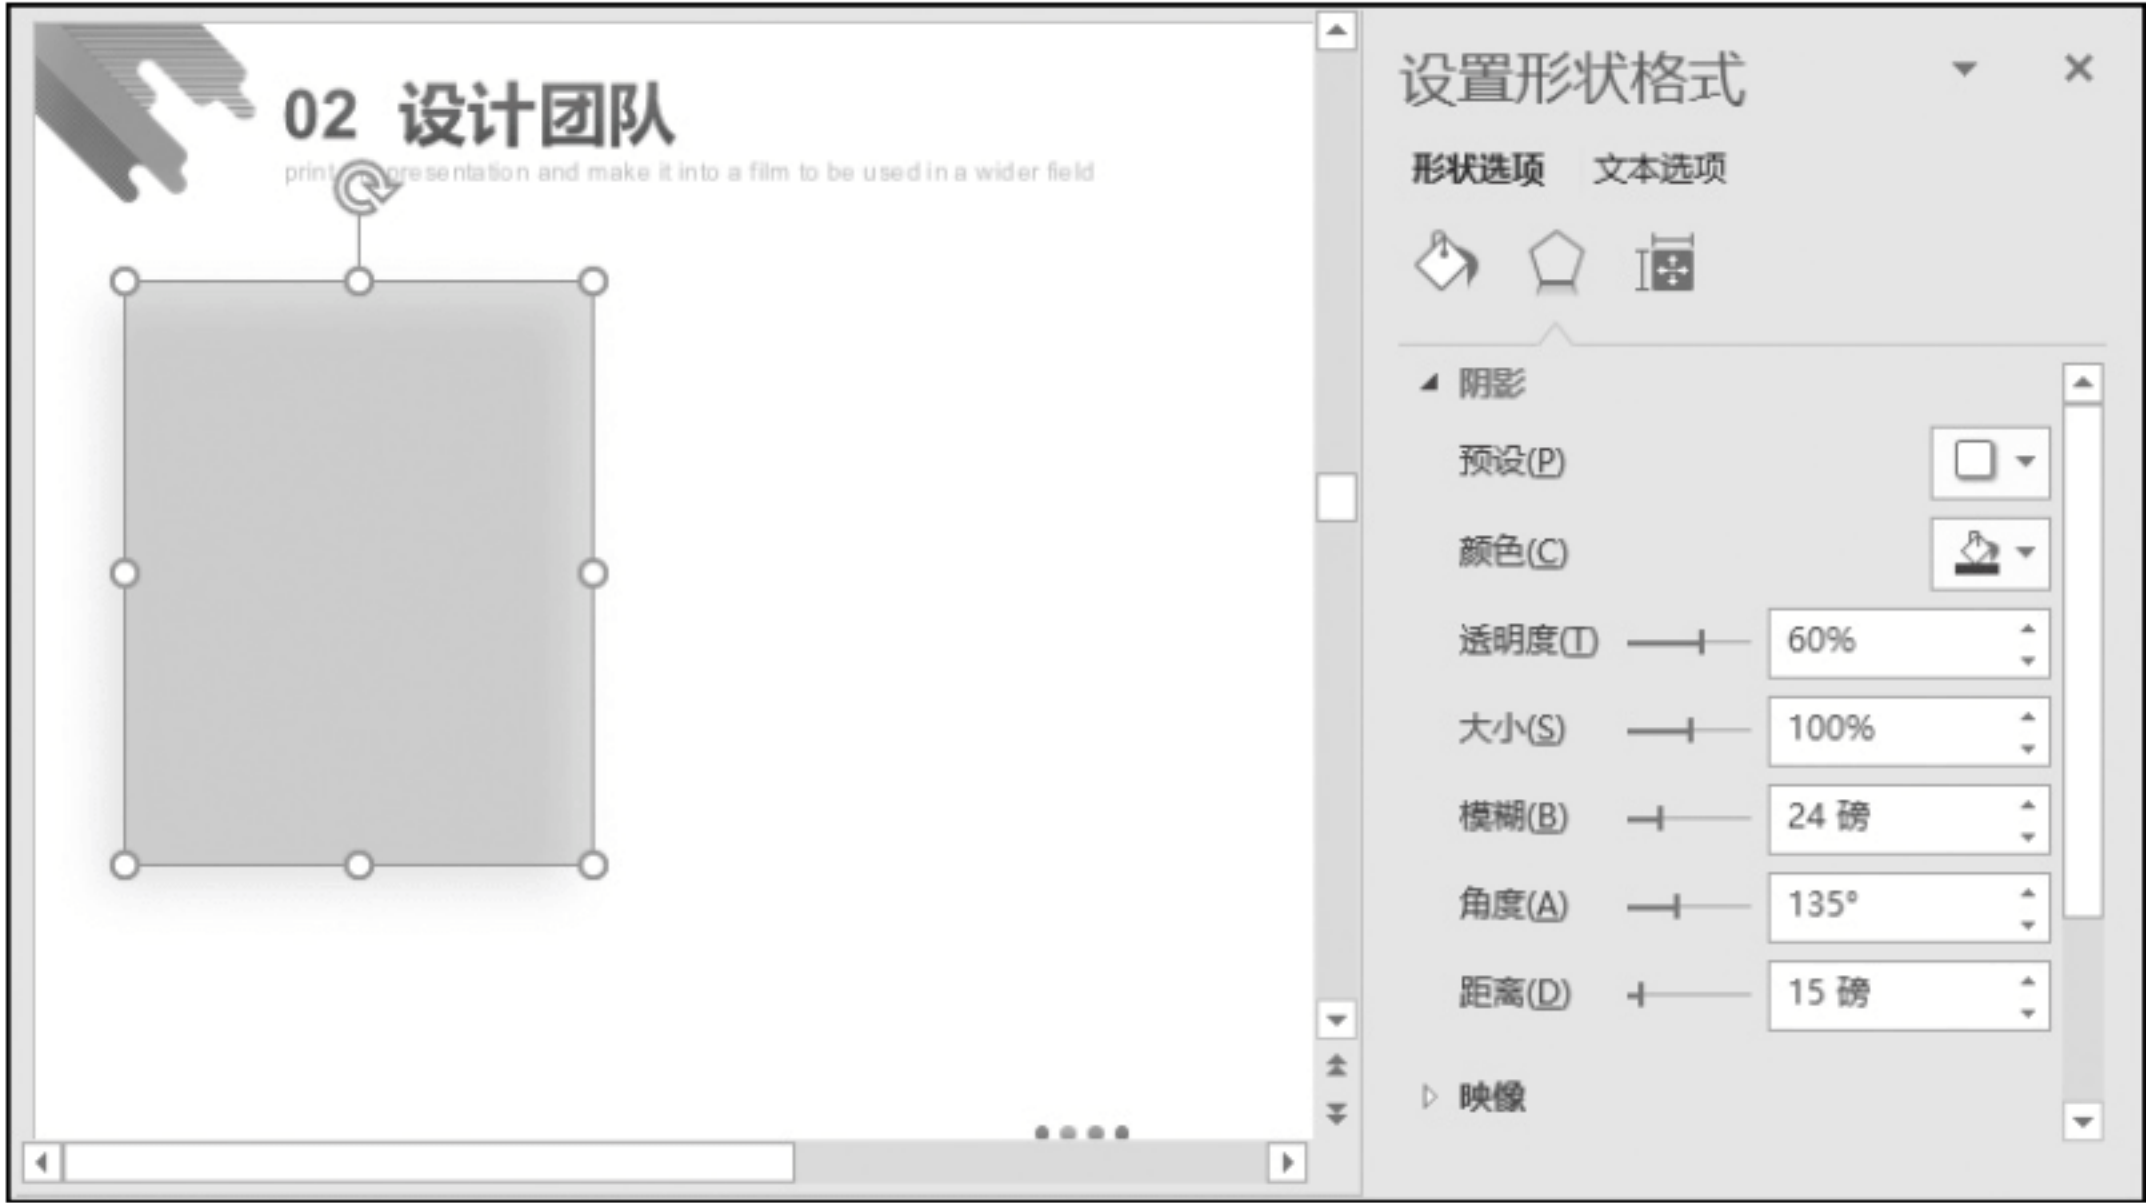 02 设计团队
print presentation and make it into a film to be used in a wider field
设置形状格式
形状选项 文本选项
阴影
预设(P)
颜色(C)
透明度(T) 60%
大小(S) 100%
模糊(B) 24 磅
角度(A) 135°
距离(D) 15 磅
映像